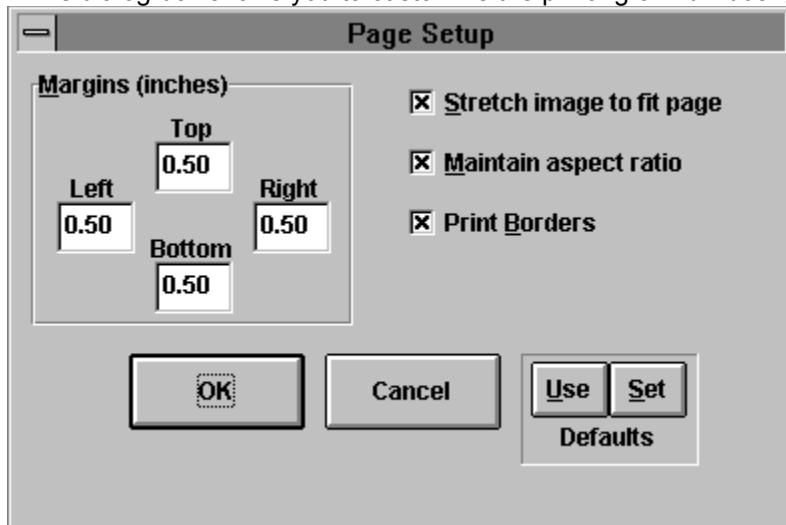 Page Setup
Margins (inches)
Top
0.50
Left
0.50
Right
0.50
Bottom
0.50
Stretch image to fit page
Maintain aspect ratio
Print Borders
OK
Cancel
Use
Set
Defaults